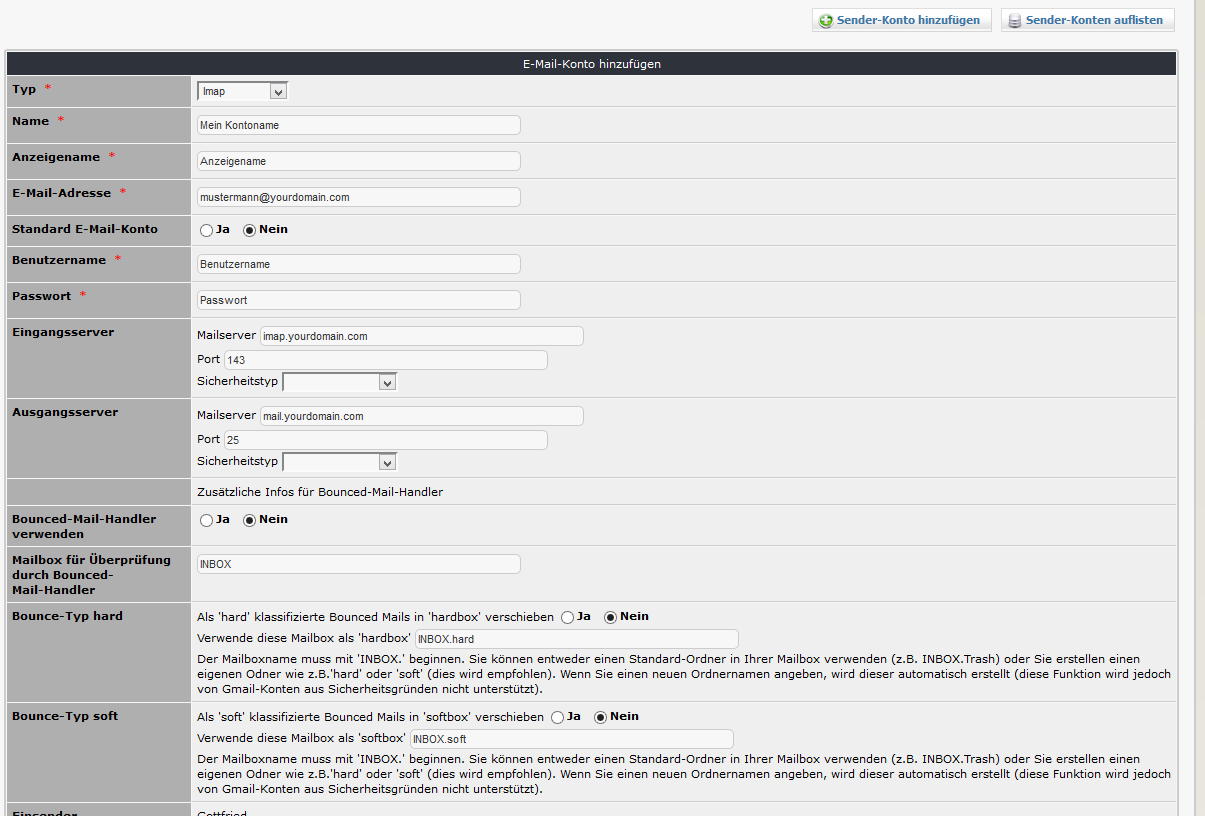 Sender-Konto hinzufügen Sender-Konten auflisten
E-Mail-Konto hinzufügen
Typ * Imap
Name * Mein Kontoname
Anzeigename * Anzeigename
E-Mail-Adresse * mustermann@yourdomain.com
Standard E-Mail-Konto Ja Nein
Benutzername * Benutzername
Passwort * Passwort
Eingangsserver
Mailserver imap.yourdomain.com
Port 143
Sicherheitstyp
Ausgangsserver
Mailserver mail.yourdomain.com
Port 25
Sicherheitstyp
Zusätzliche Infos für Bounced-Mail-Handler
Bounced-Mail-Handler
verwenden
Ja Nein
Mailbox für Überprüfung
durch Bounced-
Mail-Handler
INBOX
Bounce-Typ hard
Als 'hard' klassifizierte Bounced Mails in 'hardbox' verschieben Ja Nein
Verwende diese Mailbox als 'hardbox' INBOX.hard
Der Mailboxname muss mit 'INBOX.' beginnen. Sie können entweder einen Standard-Ordner in Ihrer Mailbox verwenden (z.B. INBOX.Trash) oder Sie erstellen einen
eigenen Odner wie z.B.'hard' oder 'soft' (dies wird empfohlen). Wenn Sie einen neuen Ordnernamen angeben, wird dieser automatisch erstellt (diese Funktion wird jedoch
von Gmail-Konten aus Sicherheitsgründen nicht unterstützt).
Bounce-Typ soft
Als 'soft' klassifizierte Bounced Mails in 'softbox' verschieben Ja Nein
Verwende diese Mailbox als 'softbox' INBOX.soft
Der Mailboxname muss mit 'INBOX.' beginnen. Sie können entweder einen Standard-Ordner in Ihrer Mailbox verwenden (z.B. INBOX.Trash) oder Sie erstellen einen
eigenen Odner wie z.B.'hard' oder 'soft' (dies wird empfohlen). Wenn Sie einen neuen Ordnernamen angeben, wird dieser automatisch erstellt (diese Funktion wird jedoch
von Gmail-Konten aus Sicherheitsgründen nicht unterstützt).
Einsender Gottfried